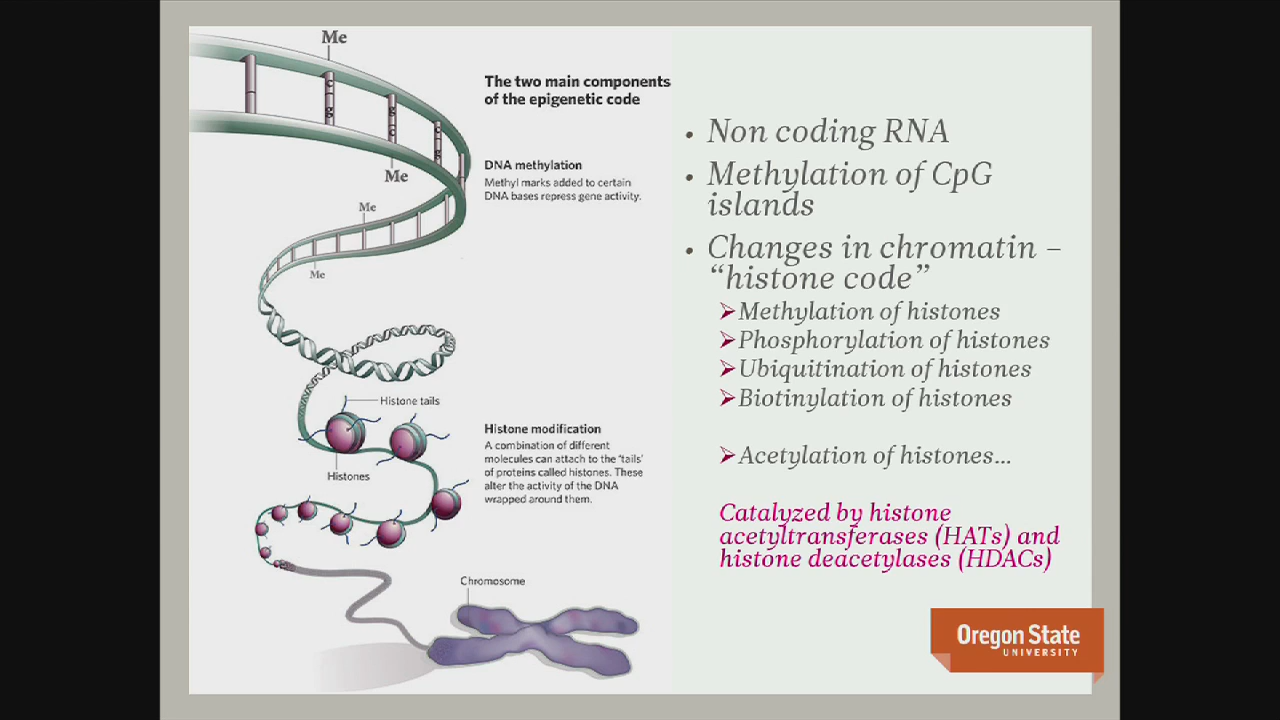 Me
The two main components
of the epigenetic code
DNA methylation
Methyl marks added to certain
DNA bases repress gene activity.
Me
Me
Me
Histone tails
Histones
Histone modification
A combination of different
molecules can attach to the ‘tails’
of proteins called histones. These
alter the activity of the DNA
wrapped around them.
Chromosome
• Non coding RNA
• Methylation of CpG
islands
• Changes in chromatin –
“histone code”
➢Methylation of histones
➢Phosphorylation of histones
➢Ubiquitination of histones
➢Biotinylation of histones
➢Acetylation of histones...
Catalyzed by histone
acetyltransferases (HATs) and
histone deacetylases (HDACs)
Oregon State
UNIVERSITY